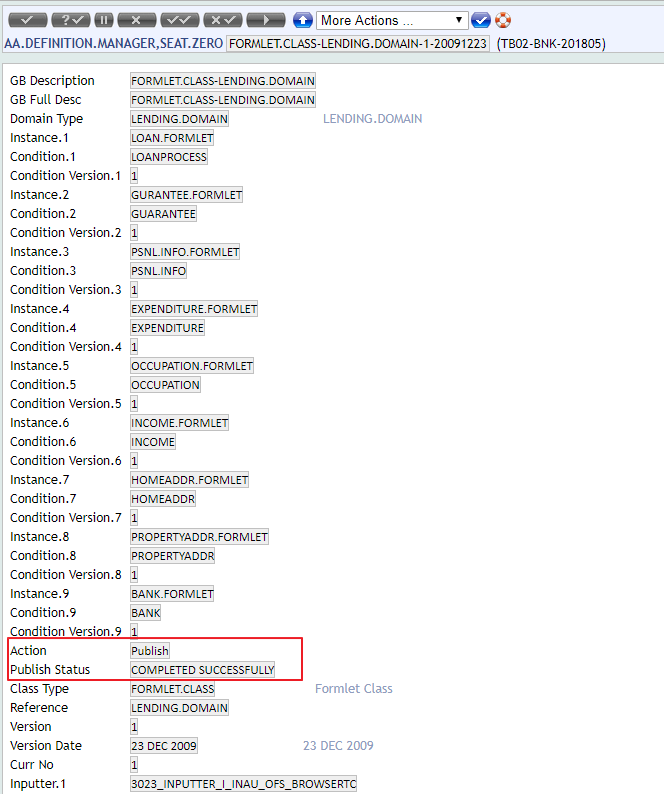 More Actions ...
AA.DEFINITION.MANAGER,SEAT.ZERO FORMLET.CLASS-LENDING.DOMAIN-1-20091223 (TB02-BNK-201805)
GB Description FORMLET.CLASS-LENDING.DOMAIN
GB Full Desc FORMLET.CLASS-LENDING.DOMAIN
Domain Type LENDING.DOMAIN LENDING.DOMAIN
Instance.1 LOAN.FORMLET
Condition.1 LOANPROCESS
Condition Version.1 1
Instance.2 GURANTEE.FORMLET
Condition.2 GUARANTEE
Condition Version.2 1
Instance.3 PSNL.INFO.FORMLET
Condition.3 PSNL.INFO
Condition Version.3 1
Instance.4 EXPENDITURE.FORMLET
Condition.4 EXPENDITURE
Condition Version.4 1
Instance.5 OCCUPATION.FORMLET
Condition.5 OCCUPATION
Condition Version.5 1
Instance.6 INCOME.FORMLET
Condition.6 INCOME
Condition Version.6 1
Instance.7 HOMEADDR.FORMLET
Condition.7 HOMEADDR
Condition Version.7 1
Instance.8 PROPERTYADDR.FORMLET
Condition.8 PROPERTYADDR
Condition Version.8 1
Instance.9 BANK.FORMLET
Condition.9 BANK
Condition Version.9 1
Action Publish
Publish Status COMPLETED SUCCESSFULLY
Class Type FORMLET.CLASS Formlet Class
Reference LENDING.DOMAIN
Version 1
Version Date 23 DEC 2009 23 DEC 2009
Curr No 1
Inputter.1 3023_INPUTTER_I_INAU_OFS_BROWSERTC